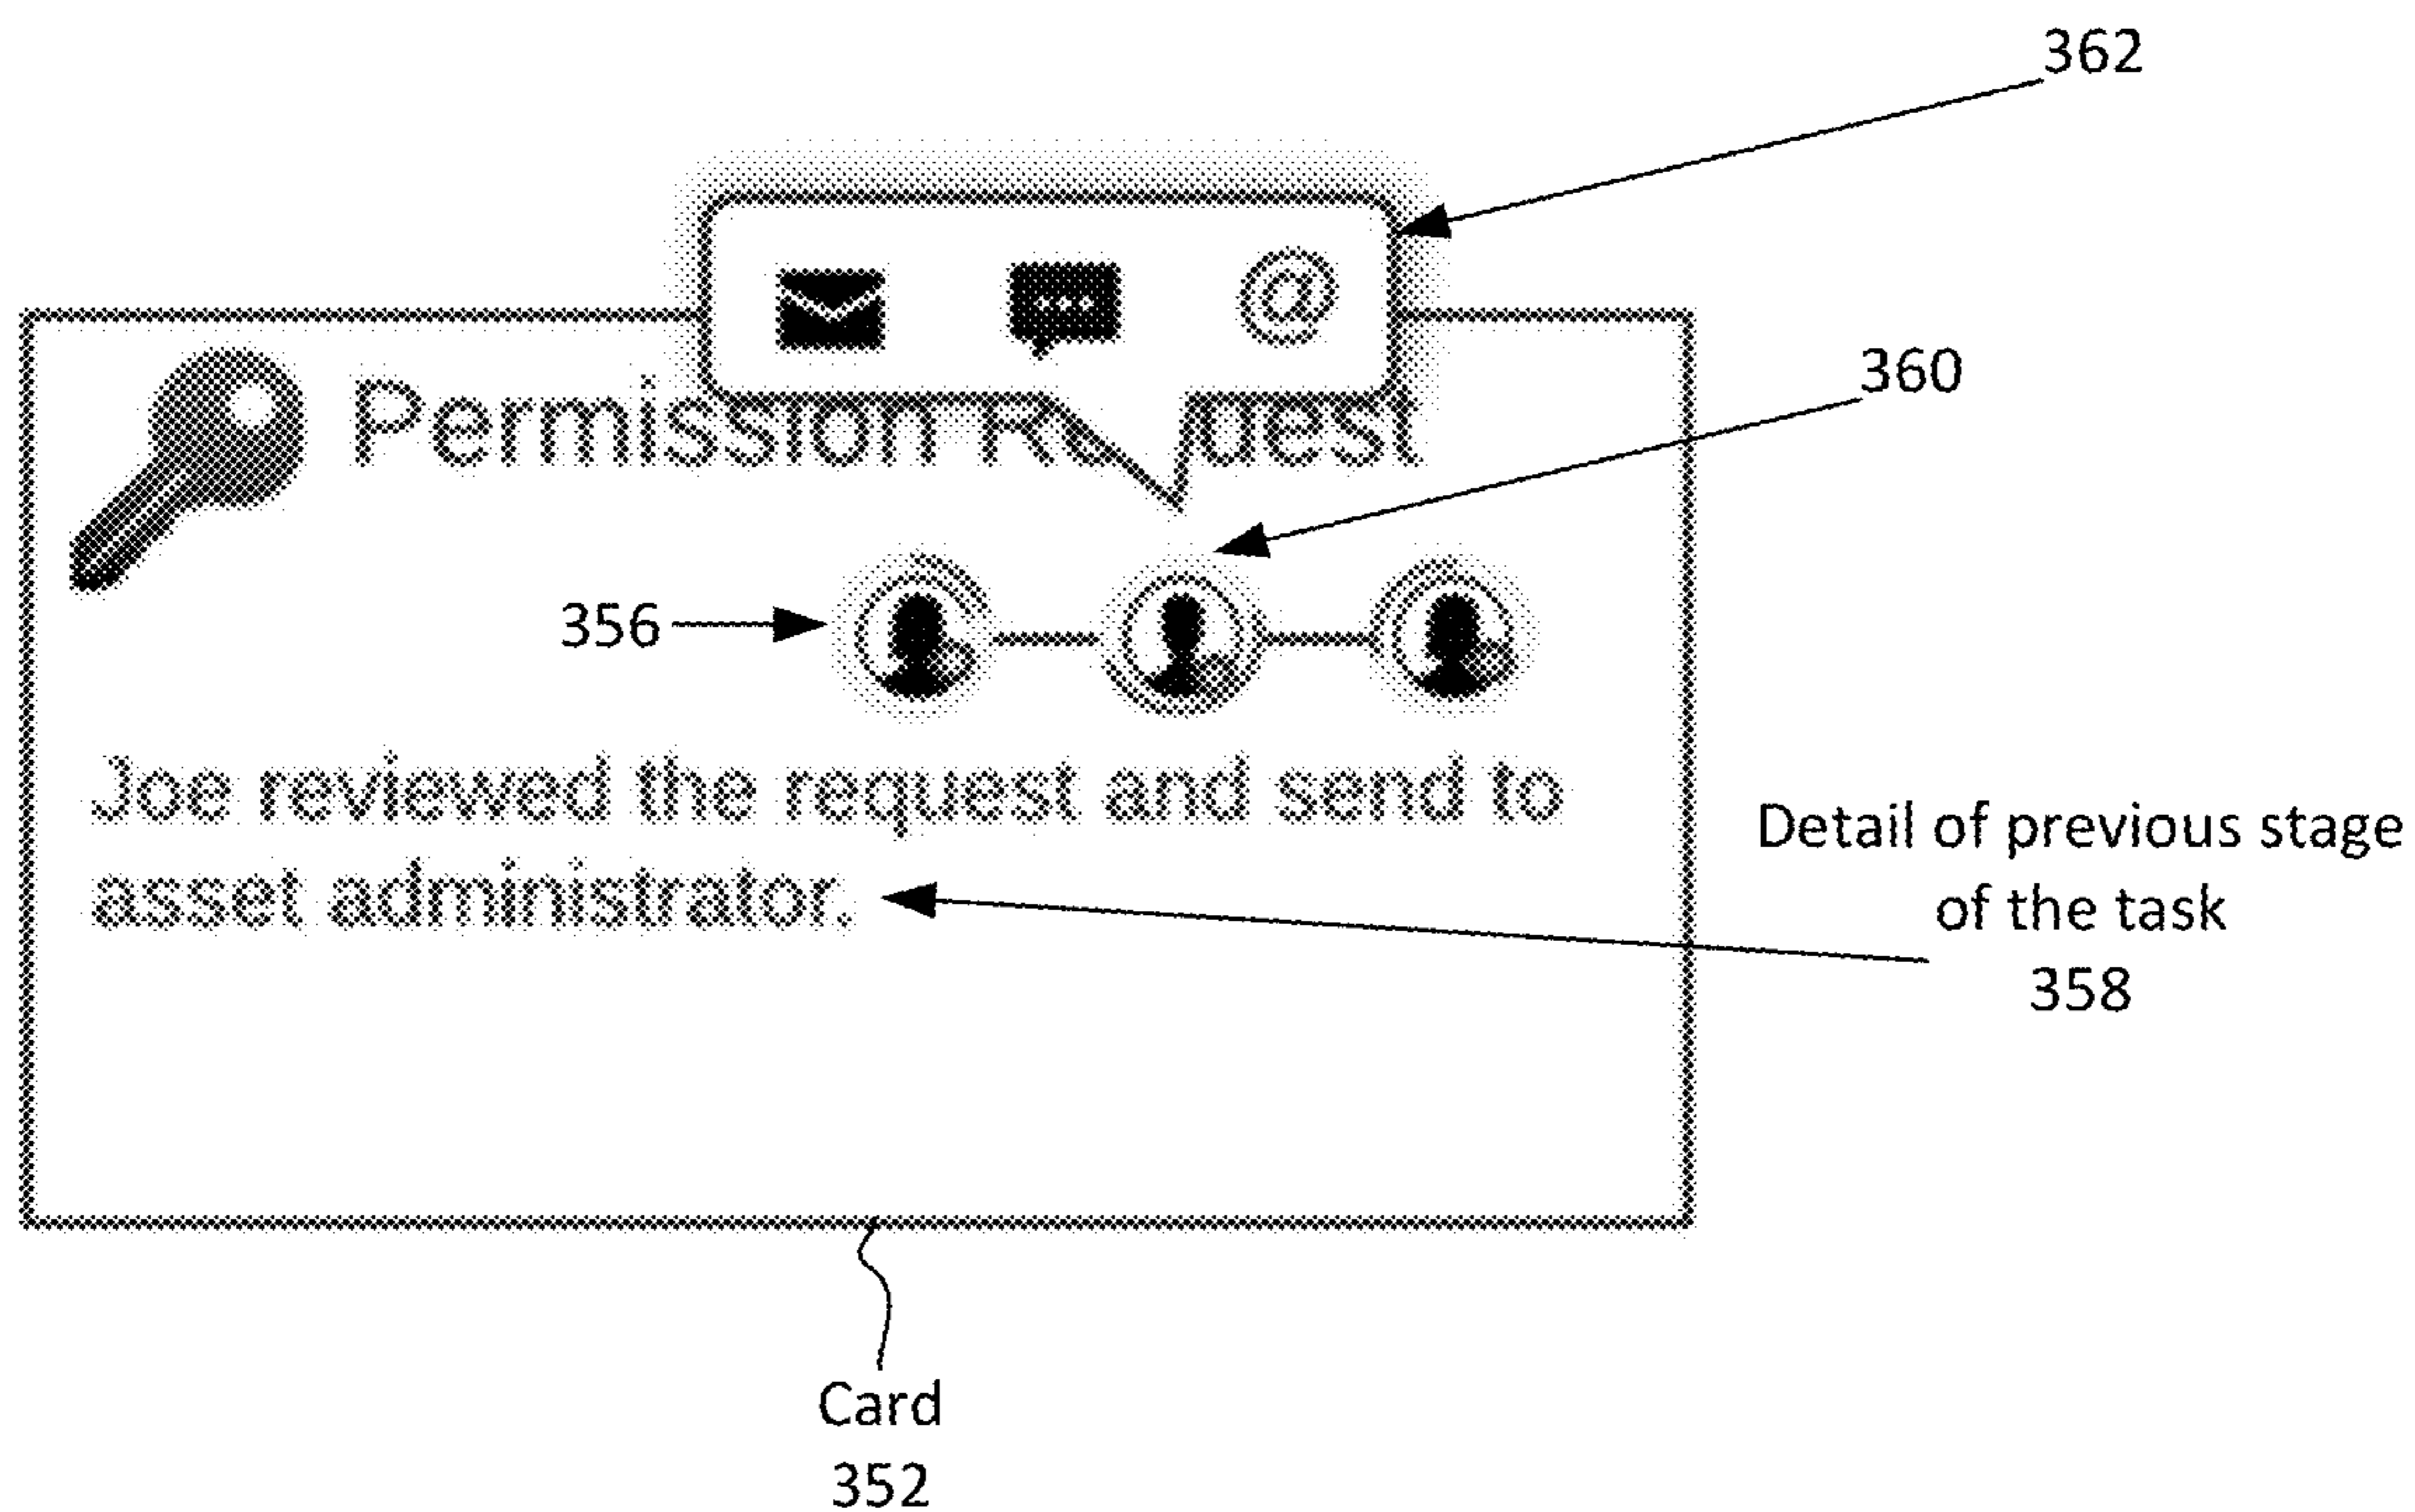 362
@
360
Permission Request
356
Joe reviewed the request and send to
asset administrator.
Detail of previous stage
of the task
358
Card
352